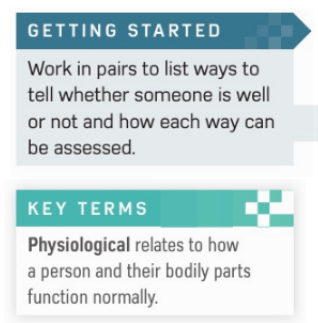 GETTING STARTED
Work in pairs to list ways to
tell whether someone is well
or not and how each way can
be assessed.
KEY TERMS
Physiological relates to how
a person and their bodily parts
function normally.